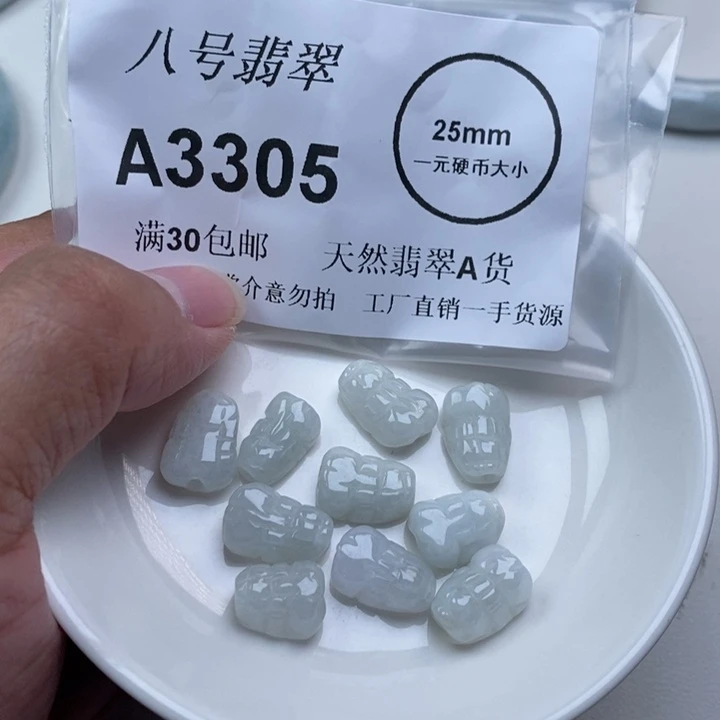 八号翡翠
A3305
25mm
一元硬币大小
满30包邮 天然翡翠A货
介意勿拍 工厂直销一手货源